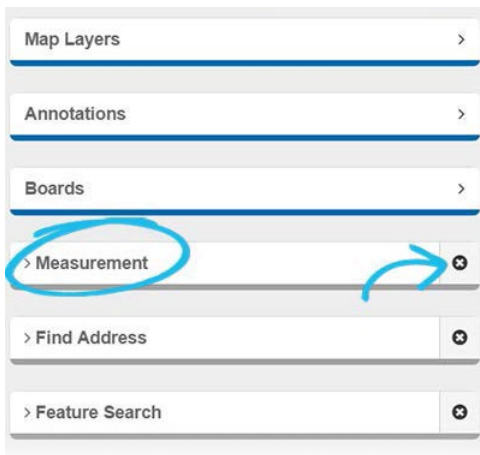 Map Layers
Annotations
Boards
Measurement
Find Address
Feature Search